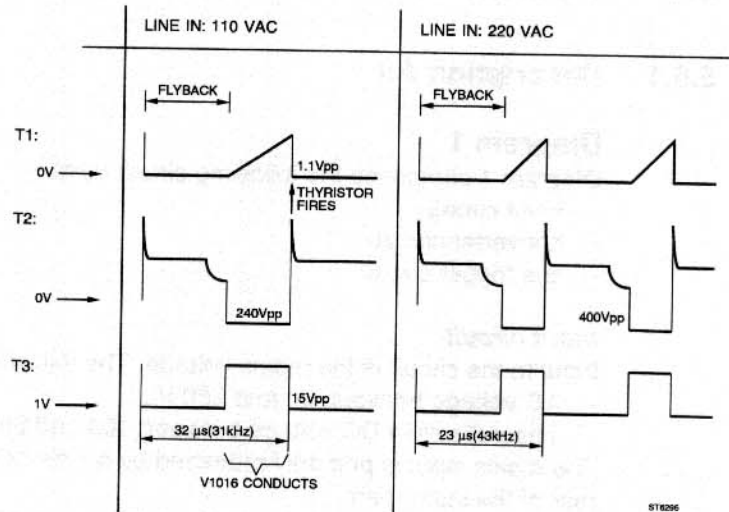 LINE IN: 110 VAC
LINE IN: 220 VAC
FLYBACK
FLYBACK
T1:
0V
1.1Vpp
THYRISTOR
FIRES
T2:
0V
240Vpp
400Vpp
T3:
1V
15Vpp
32 µs(31kHz)
23 µs(43kHz)
V1016 CONDUCTS